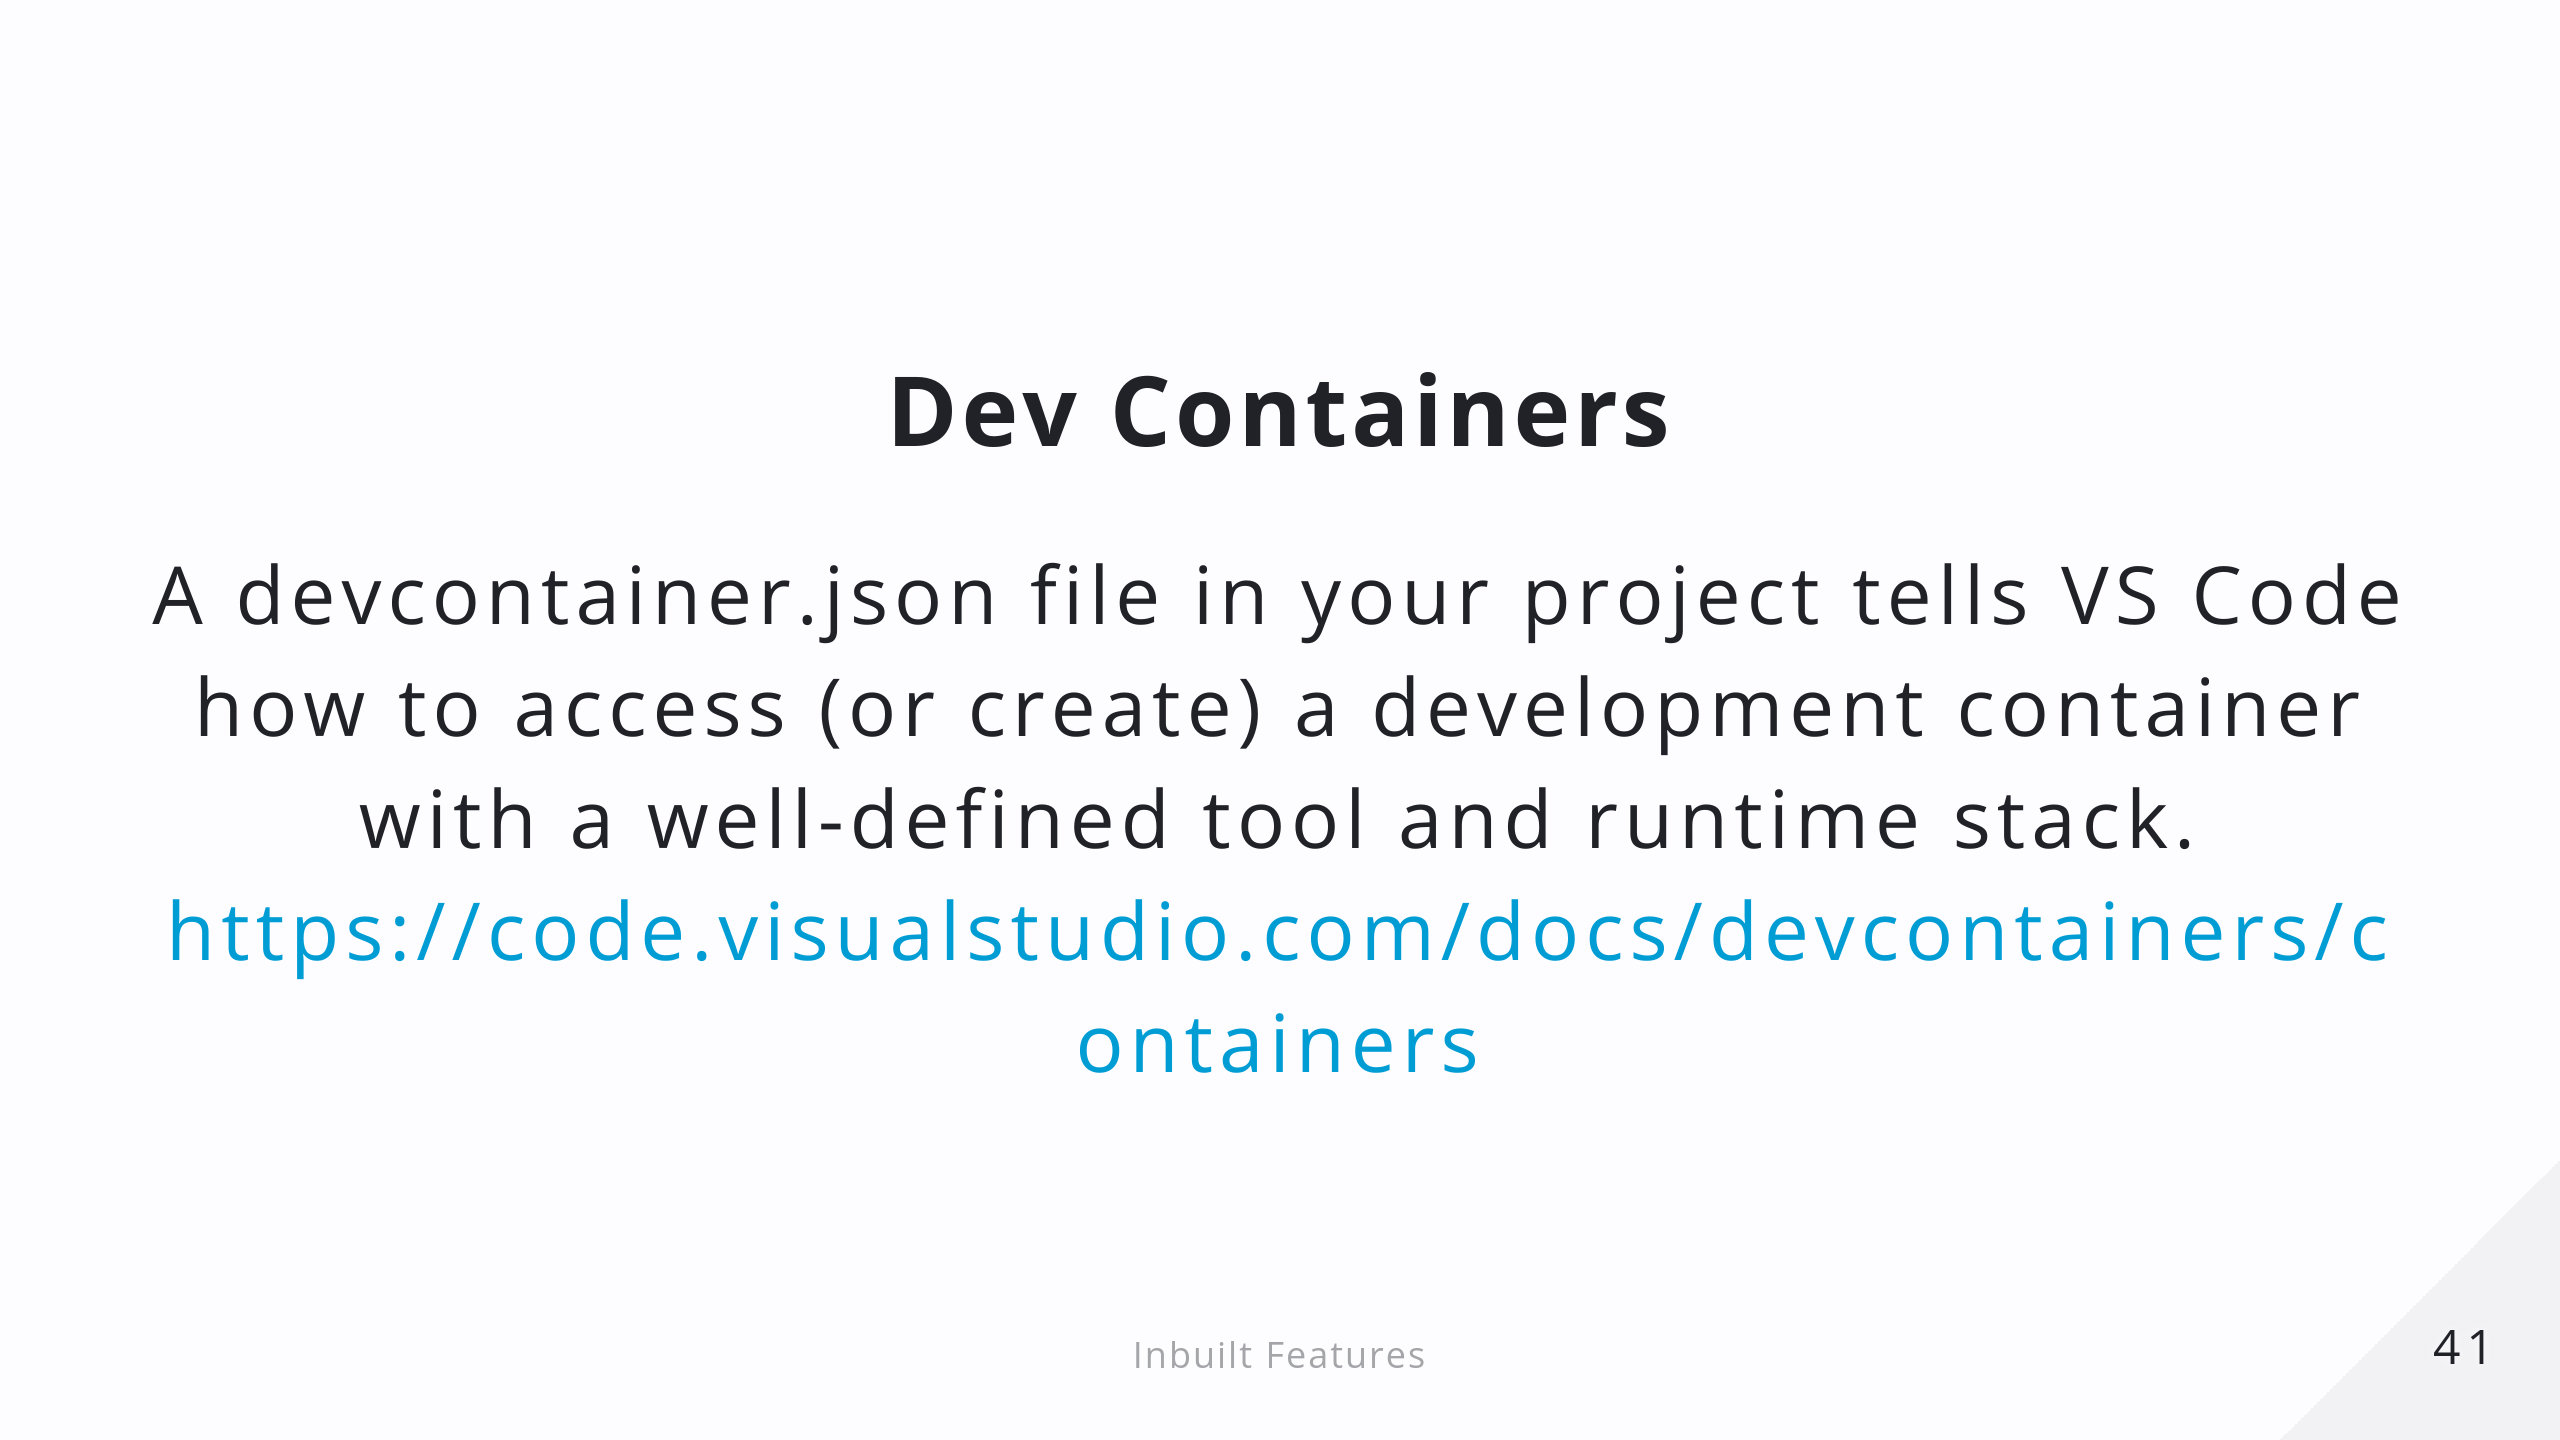 Dev Containers
A devcontainer.json file in your project tells VS Code
how to access (or create) a development container
with a well-defined tool and runtime stack.
https://code.visualstudio.com/docs/devcontainers/c
ontainers
Inbuilt Features
41